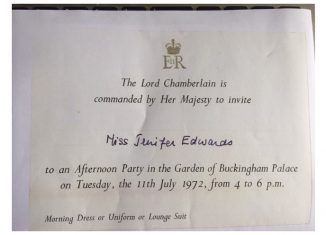 EIIR
The Lord Chamberlain is
commanded by Her Majesty to invite
Miss Jenifer Edwards
to an Afternoon Party in the Garden of Buckingham Palace
on Tuesday, the 11th July 1972, from 4 to 6 p.m.
Morning Dress or Uniform or Lounge Suit